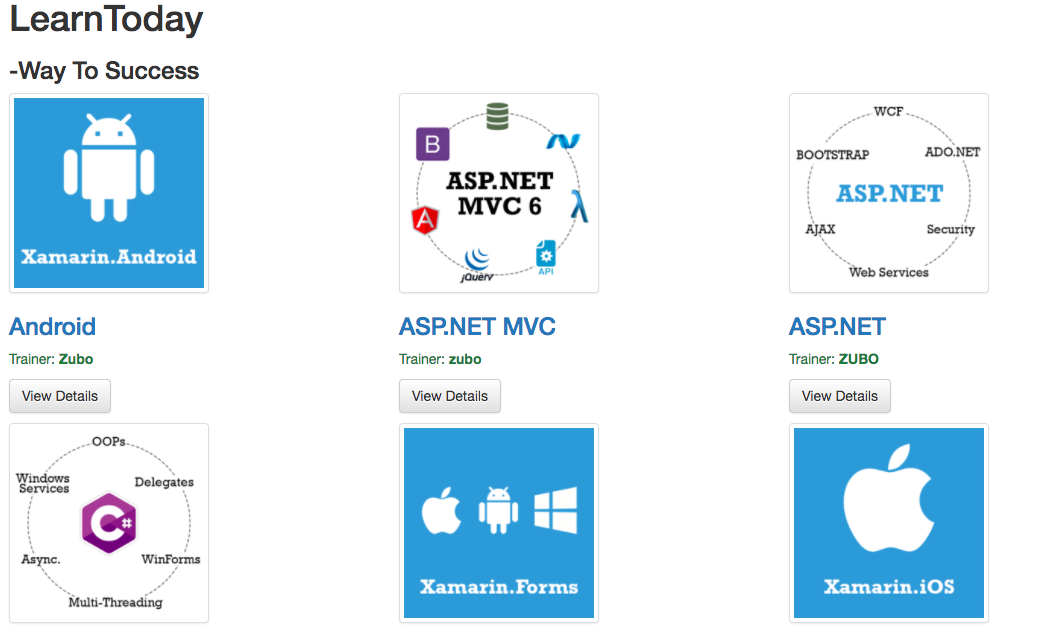 LearnToday
-Way To Success
Xamarin.Android
B
ASP.NET
MVC 6
A
jQuery
API
WCF
BOOTSTRAP
ADO.NET
ASP.NET
AJAX
Security
Web Services
Android
ASP.NET MVC
ASP.NET
Trainer: Zubo
Trainer: zubo
Trainer: ZUBO
View Details
View Details
View Details
OOPs
Windows
Services
Delegates
C#
Async.
WinForms
Multi-Threading
Xamarin.Forms
Xamarin.iOS